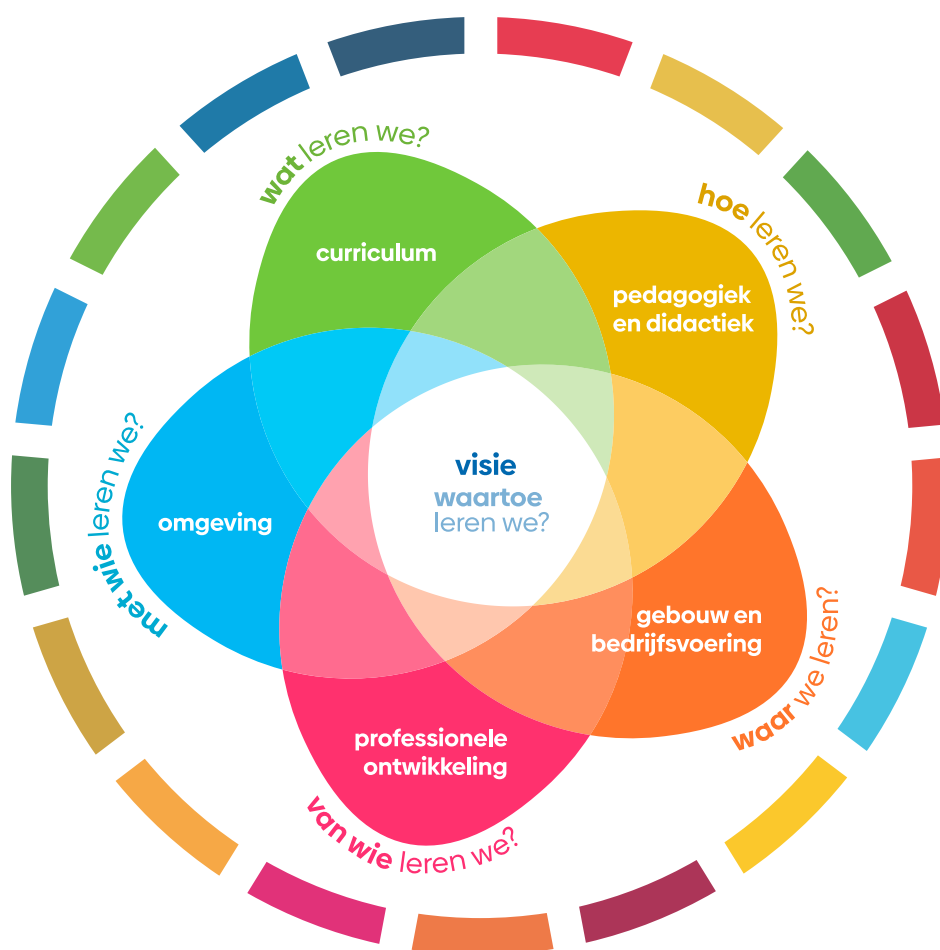 wat leren we?
curriculum
hoe leren we?
pedagogiek
en didactiek
visie
waartoe
leren we?
met wie leren we?
omgeving
gebouw en
bedrijfsvoering
waar we leren?
professionele
ontwikkeling
van wie leren we?